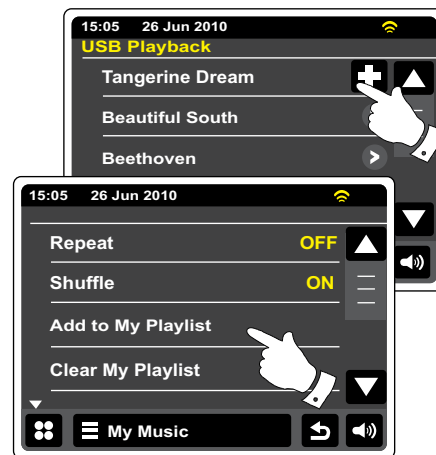 15:05 26 Jun 2010
USB Playback
Tangerine Dream
Beautiful South
Beethoven
15:05 26 Jun 2010
Repeat OFF
Shuffle ON
Add to My Playlist
Clear My Playlist
My Music